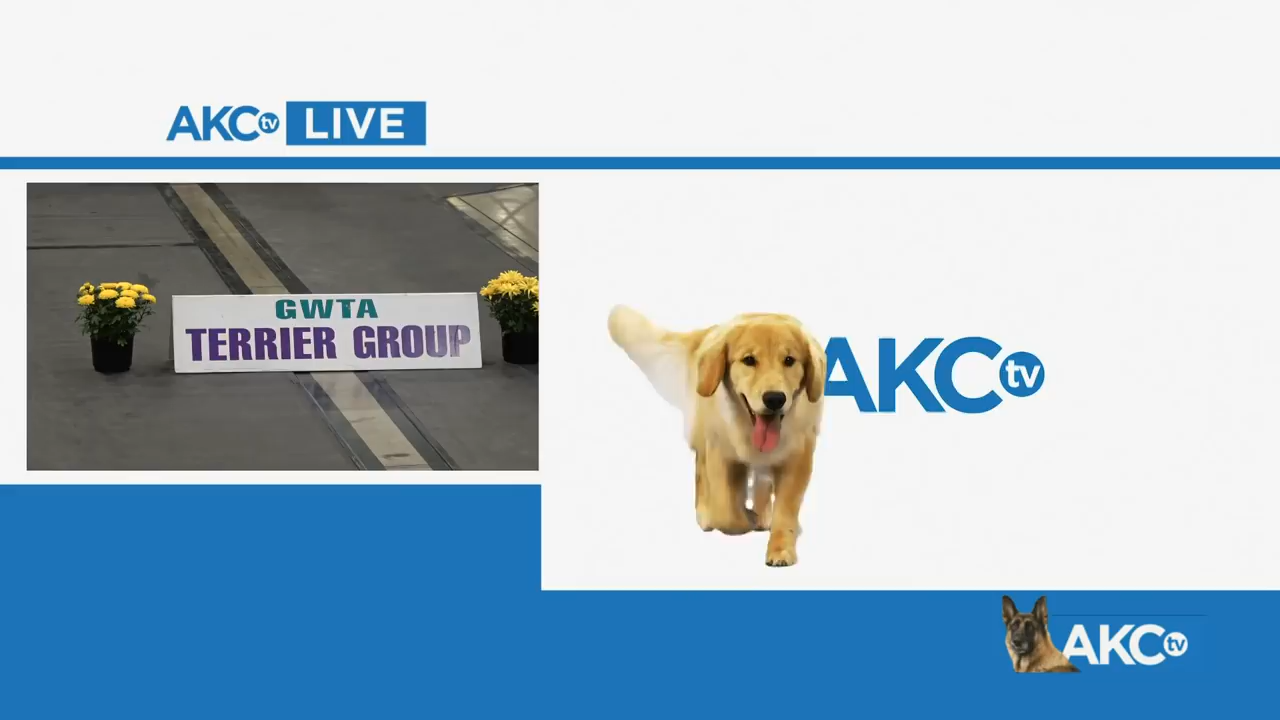 AKCtv LIVE
GWTA
TERRIER GROUP
AKCtv
AKCtv